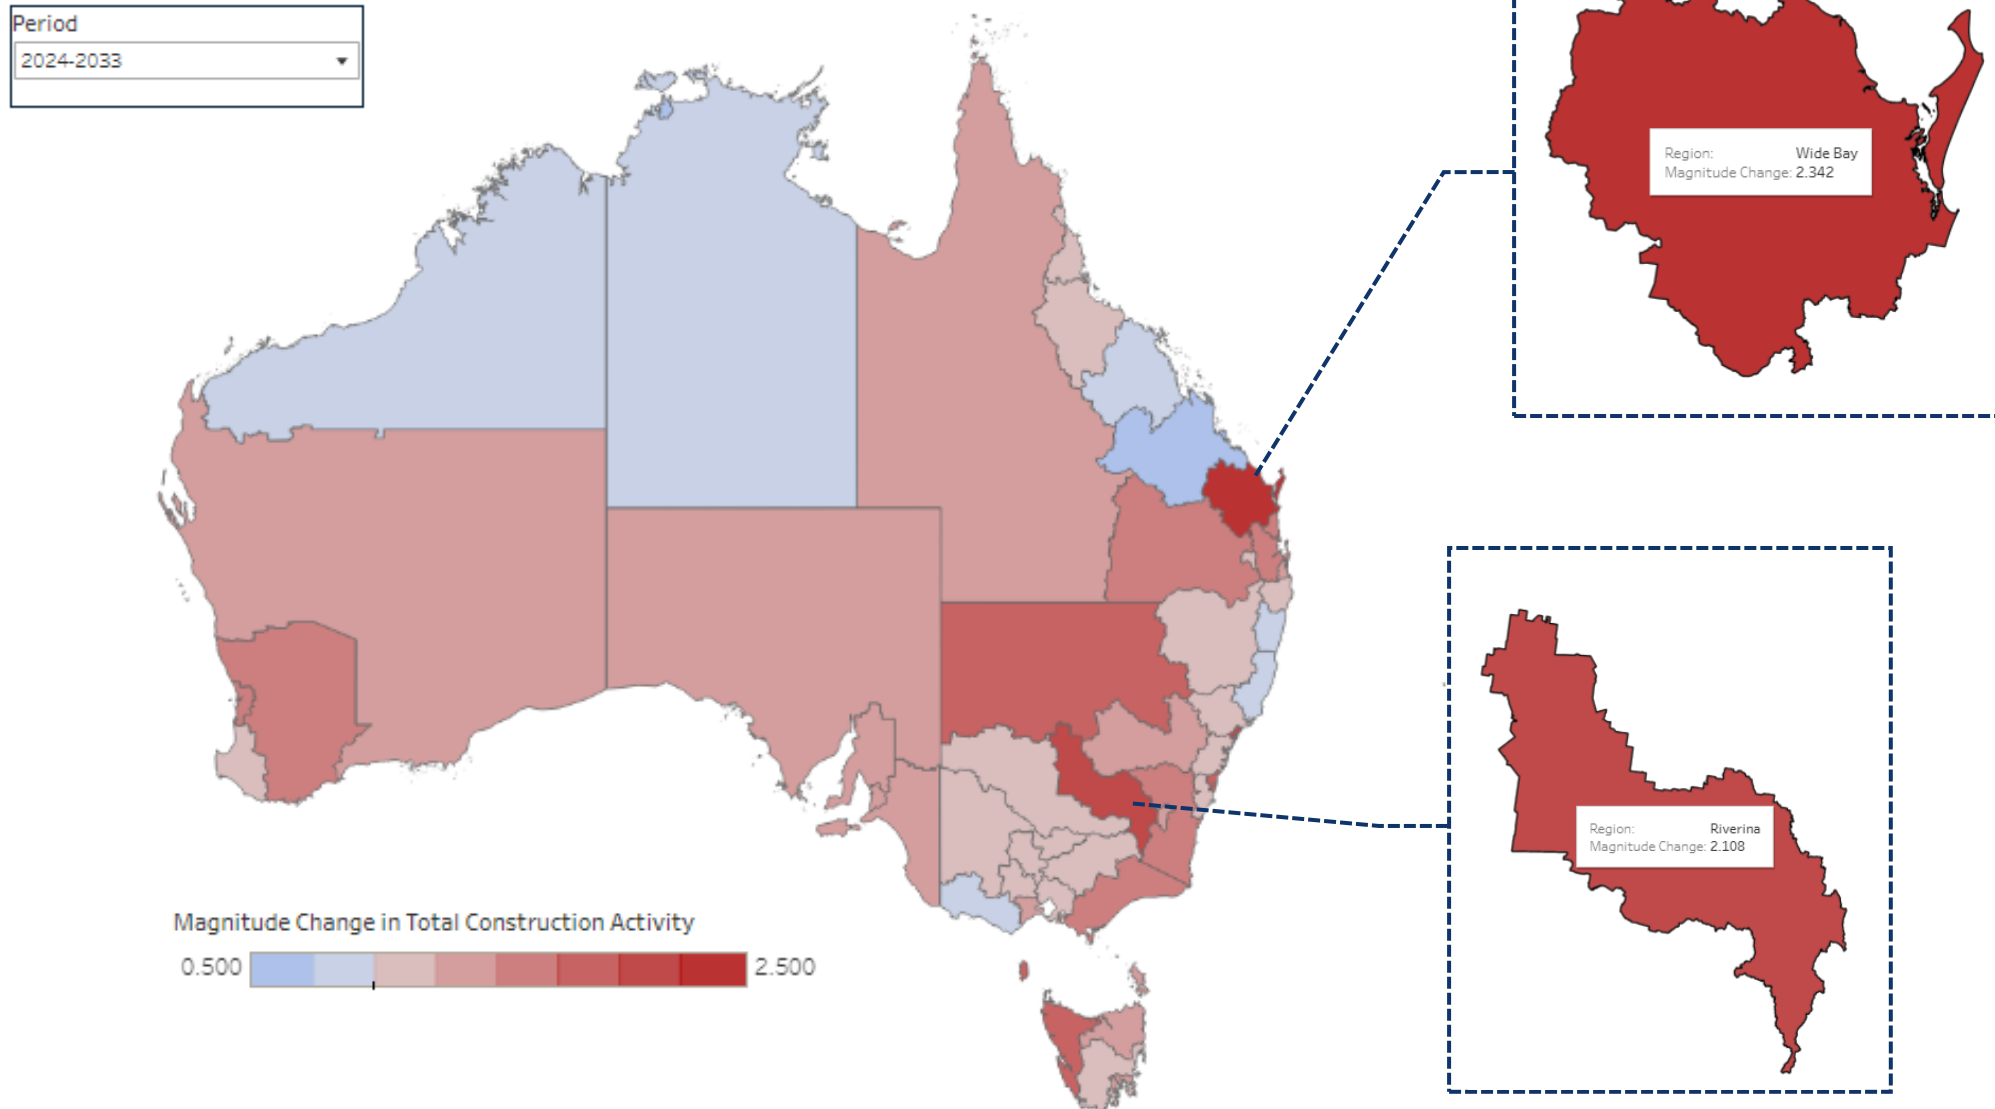 Period
2024-2033
Region: Wide Bay
Magnitude Change: 2.342
Region: Riverina
Magnitude Change: 2.108
Magnitude Change in Total Construction Activity
0.500 2.500